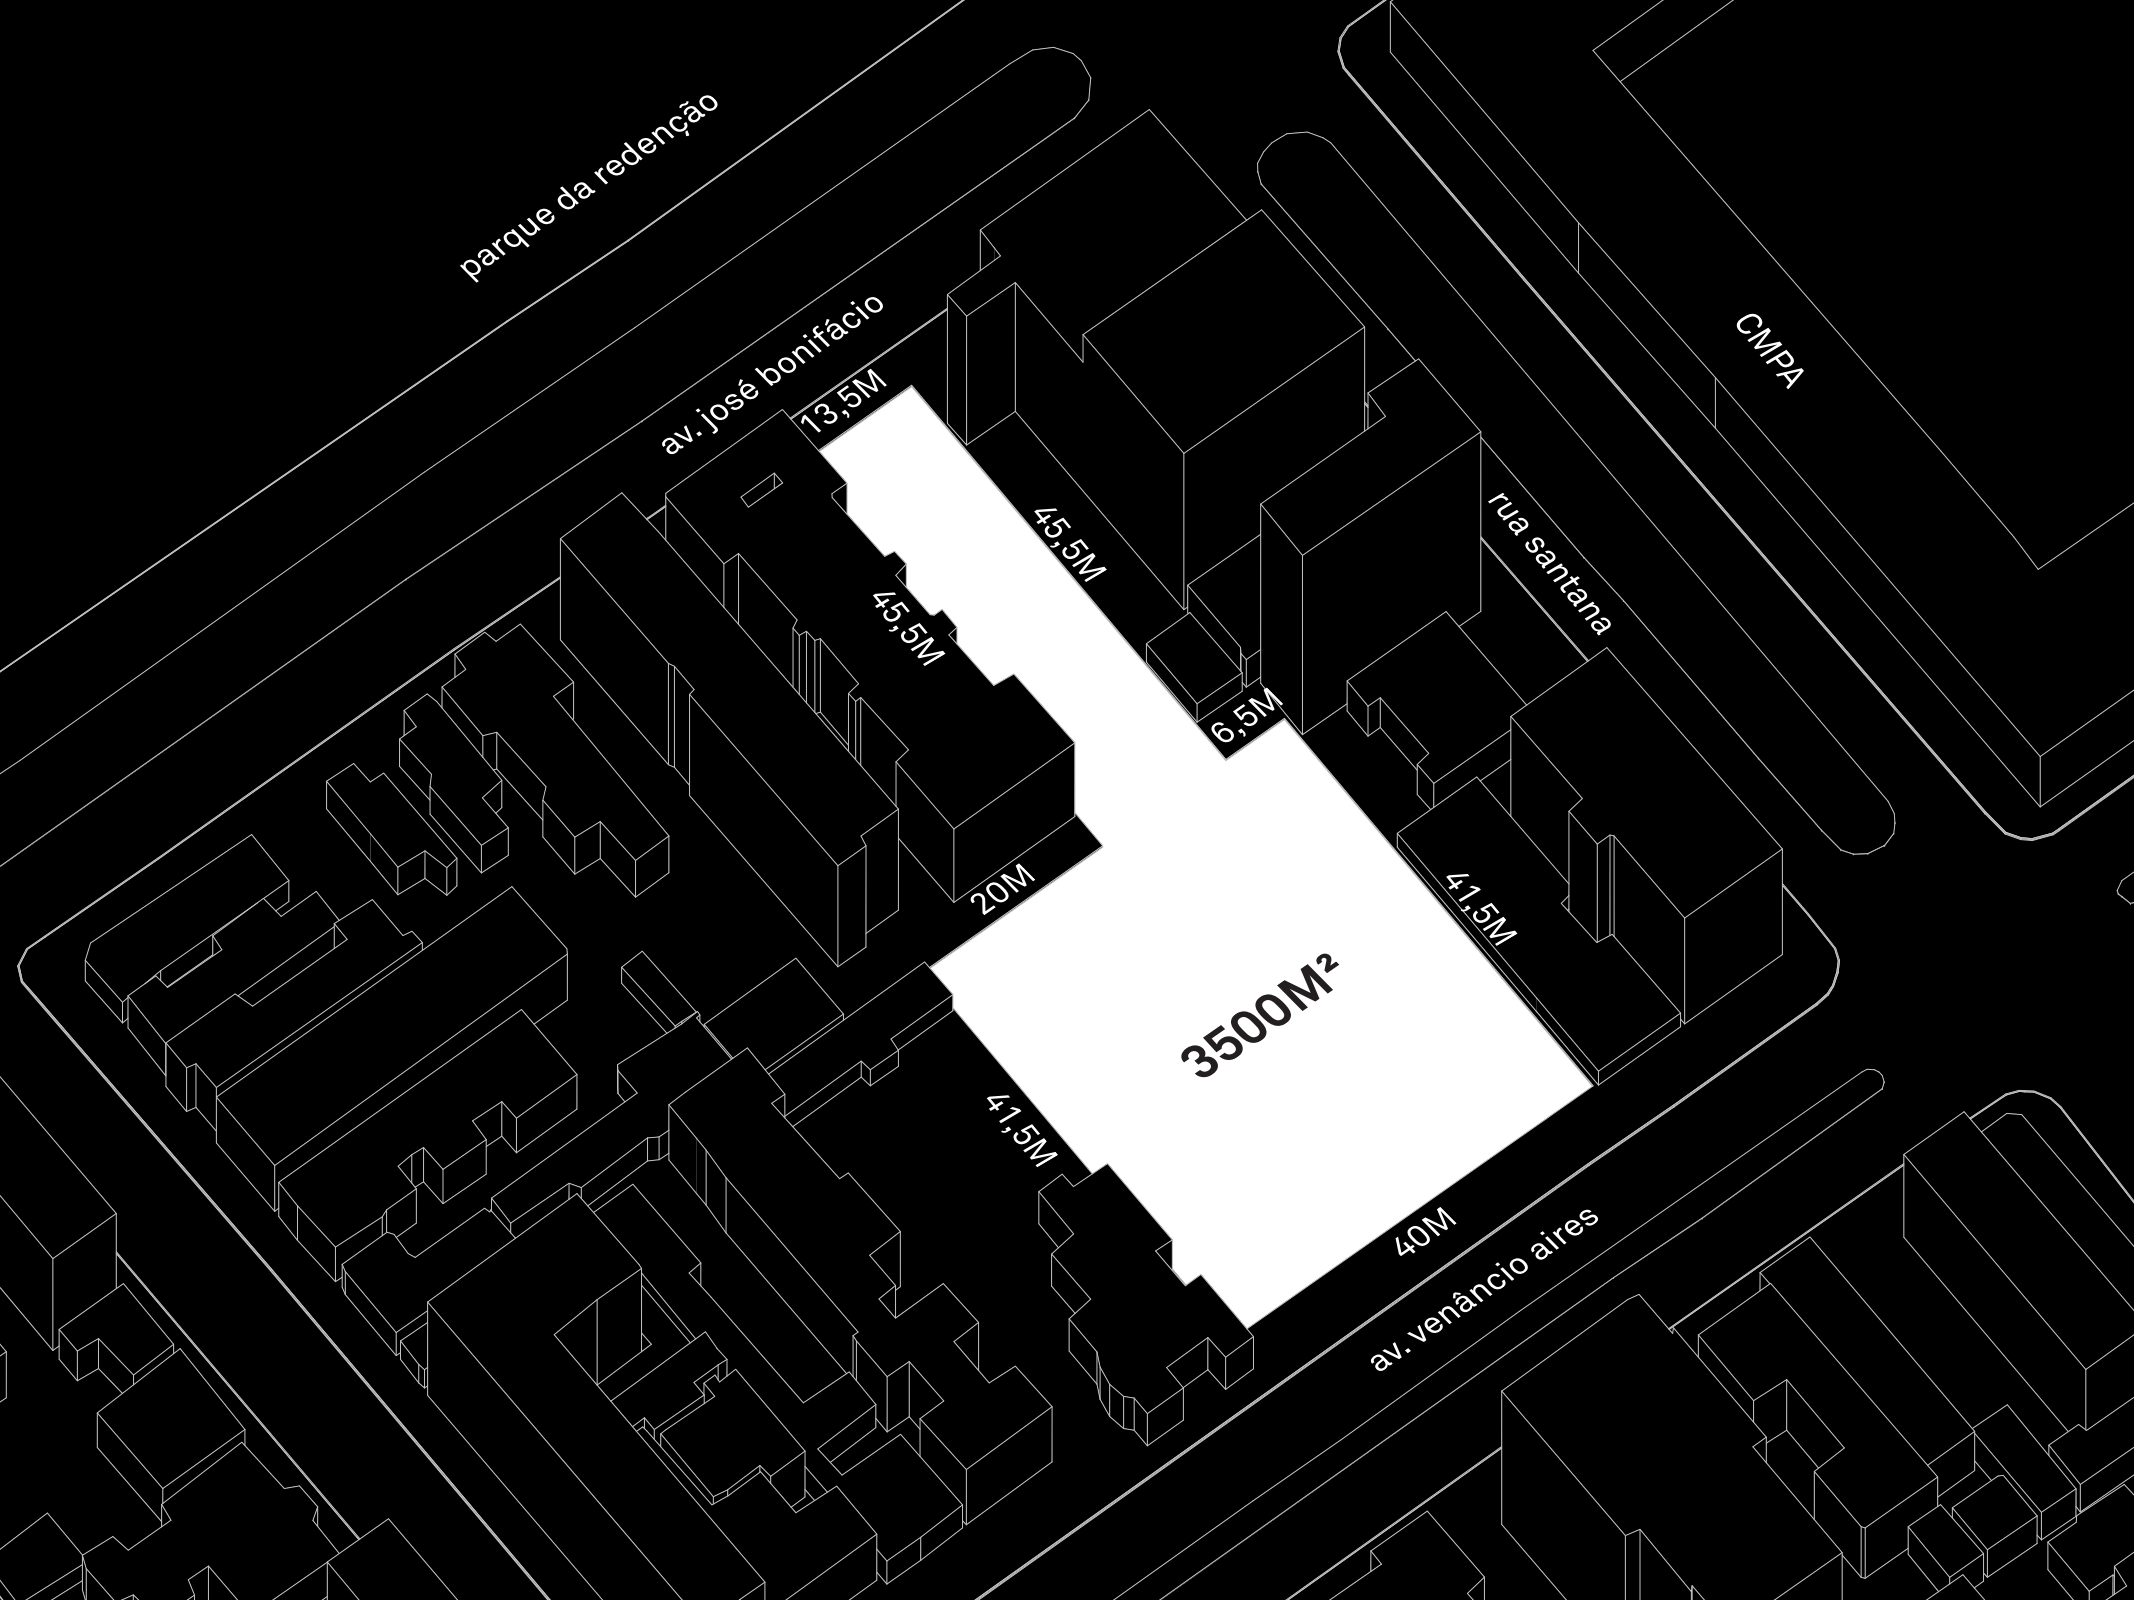 parque da redenção
av. josé bonifácio
13,5M
CMPA
45,5M
rua santana
45,5M
6,5M
20M
41,5M
3500M²
41,5M
40M
av. venâncio aires